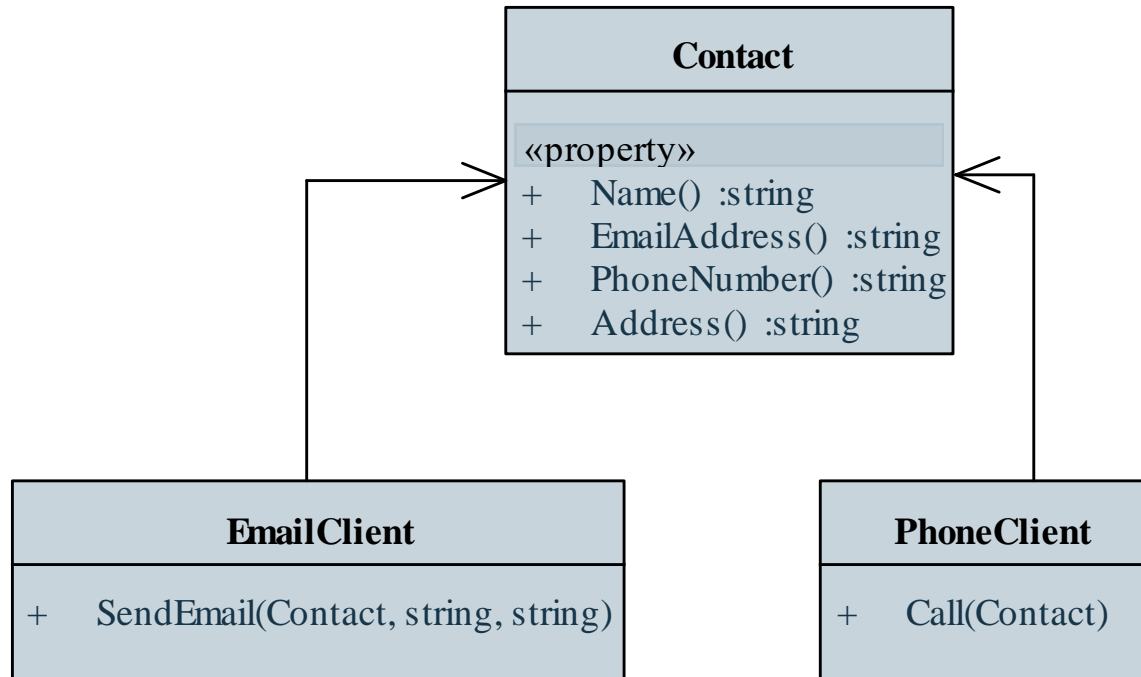 Contact
«property»
+ Name() :string
+ EmailAddress() :string
+ PhoneNumber() :string
+ Address() :string
EmailClient
+ SendEmail(Contact, string, string)
PhoneClient
+ Call(Contact)